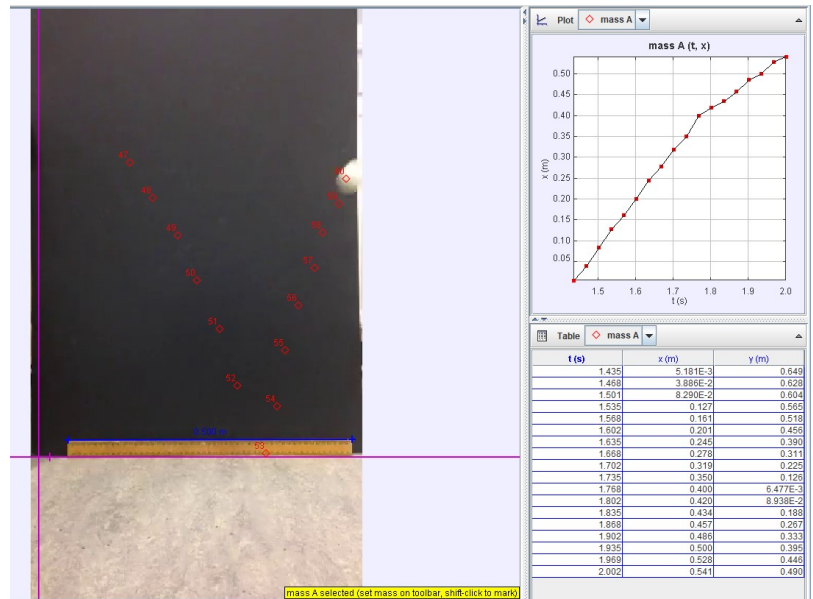 47
48
49
50
51
52
53
54
55
56
57
60
mass A selected (set mass on toolbar, shift-click to mark)
Plot mass A
mass A (t, x)
0.50
0.45
0.40
0.35
0.30
0.25
0.20
0.15
0.10
0.05
x (m)
1.5 1.6 1.7 1.8 1.9 2.0
t (s)
Table mass A
t (s) x (m) y (m)
1.435 5.181E-3 0.649
1.468 3.886E-2 0.628
1.501 8.290E-2 0.604
1.535 0.127 0.565
1.568 0.161 0.518
1.602 0.201 0.456
1.635 0.245 0.390
1.668 0.278 0.311
1.702 0.319 0.225
1.735 0.350 0.126
1.768 0.400 6.477E-3
1.802 0.420 8.938E-2
1.835 0.434 0.188
1.868 0.457 0.267
1.902 0.486 0.333
1.935 0.500 0.395
1.969 0.528 0.446
2.002 0.541 0.490